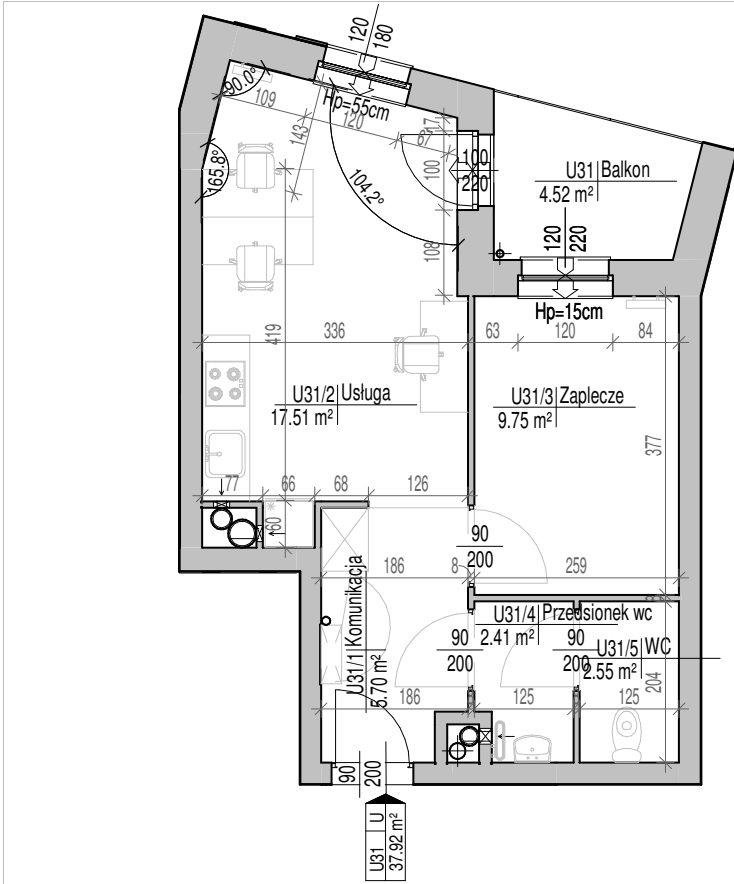 120
180
90.0°
109
Hp=55cm
120
67
17
143
100
100
220
165.8°
104.2°
108
U31 Balkon
4.52 m²
120
220
Hp=15cm
419
336
63
120
84
U31/2 Usługa
17.51 m²
U31/3 Zaplecze
9.75 m²
377
77
66
68
126
60
90
200
186
8
259
U31/1 Komunikacja
5.70 m²
U31/4 Przedsionek wc
2.41 m²
90
200
90
200
U31/5 WC
2.55 m²
204
186
125
125
90
200
U31 U
37.92 m²